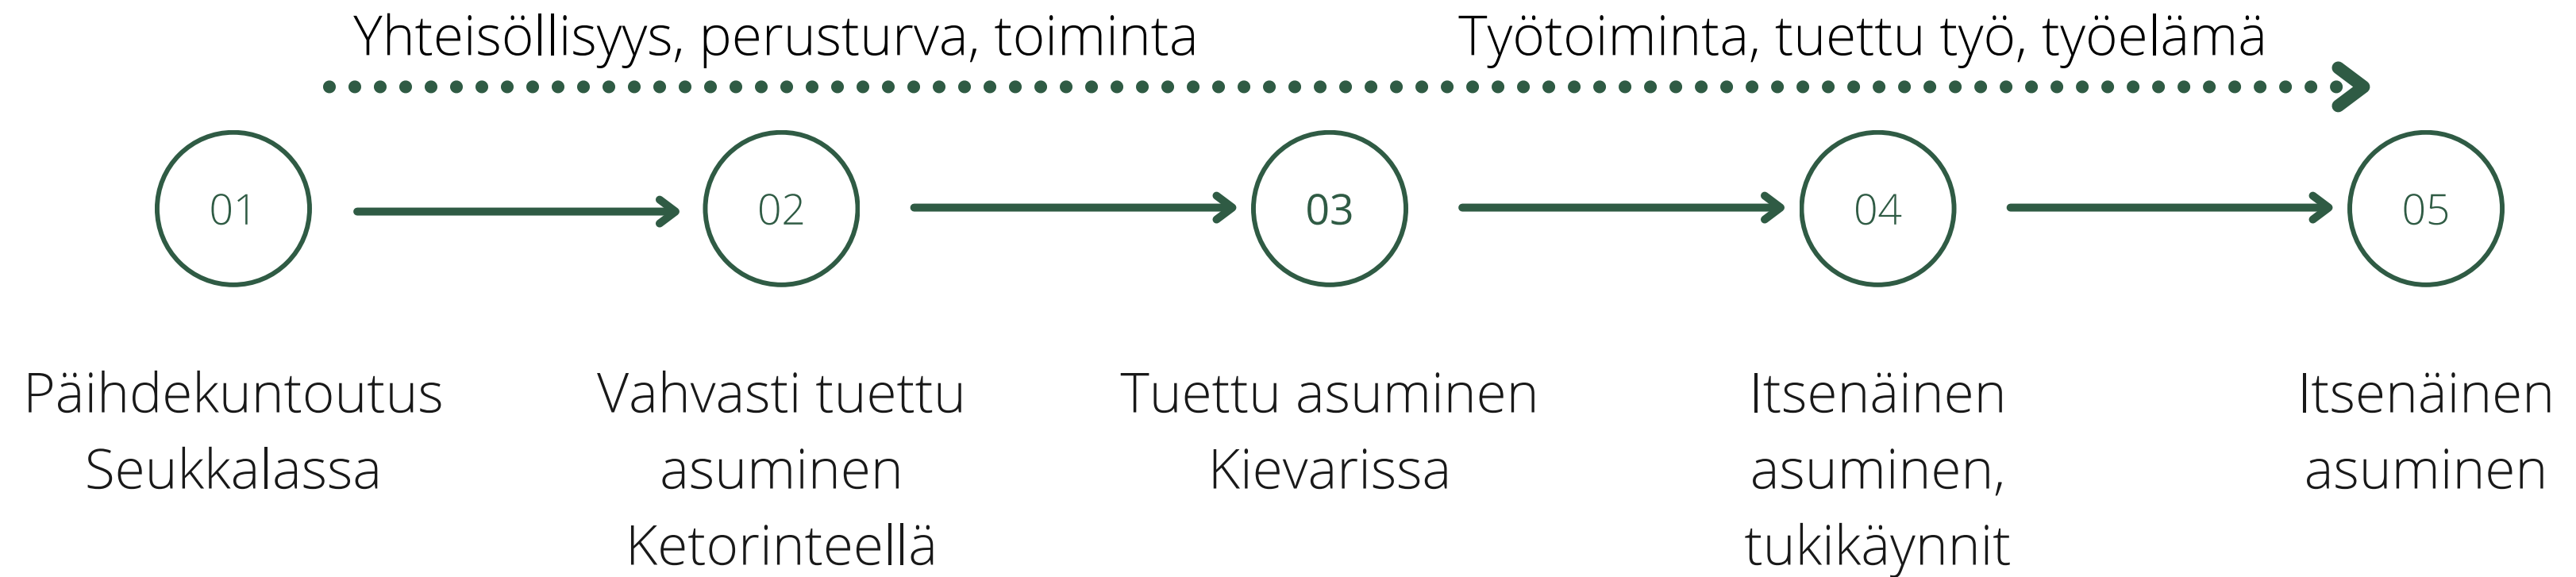 Yhteisöllisyys, perusturva, toiminta
Työtoiminta, tuettu työ, työelämä
01
02
03
04
05
Päihdekuntoutus
Seukkalassa
Vahvasti tuettu
asuminen
Ketorinteellä
Tuettu asuminen
Kievarissa
Itsenäinen
asuminen,
tukikäynnit
Itsenäinen
asuminen